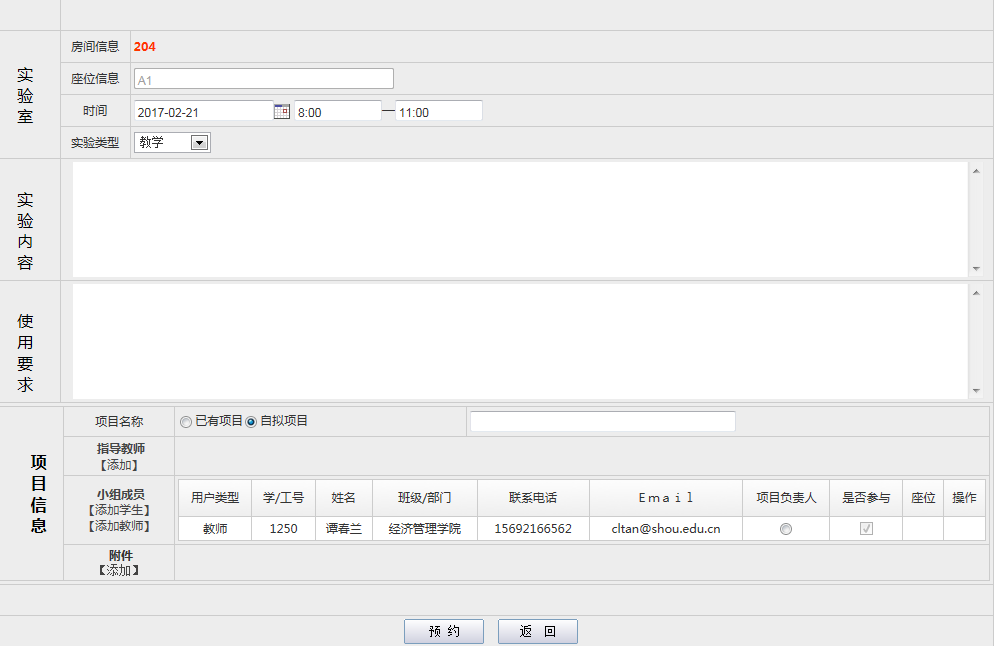 实验室
房间信息 204
座位信息 A1
时间 2017-02-21 8:00 — 11:00
实验类型 教学
实验内容
使用要求
项目信息
项目名称 已有项目 自拟项目
指导教师
【添加】
小组成员
【添加学生】
【添加教师】
用户类型 学/工号 姓名 班级/部门 联系电话 Email 项目负责人 是否参与 座位 操作
教师 1250 谭春兰 经济管理学院 15692166562 cltan@shou.edu.cn
附件
【添加】
预 约 返 回